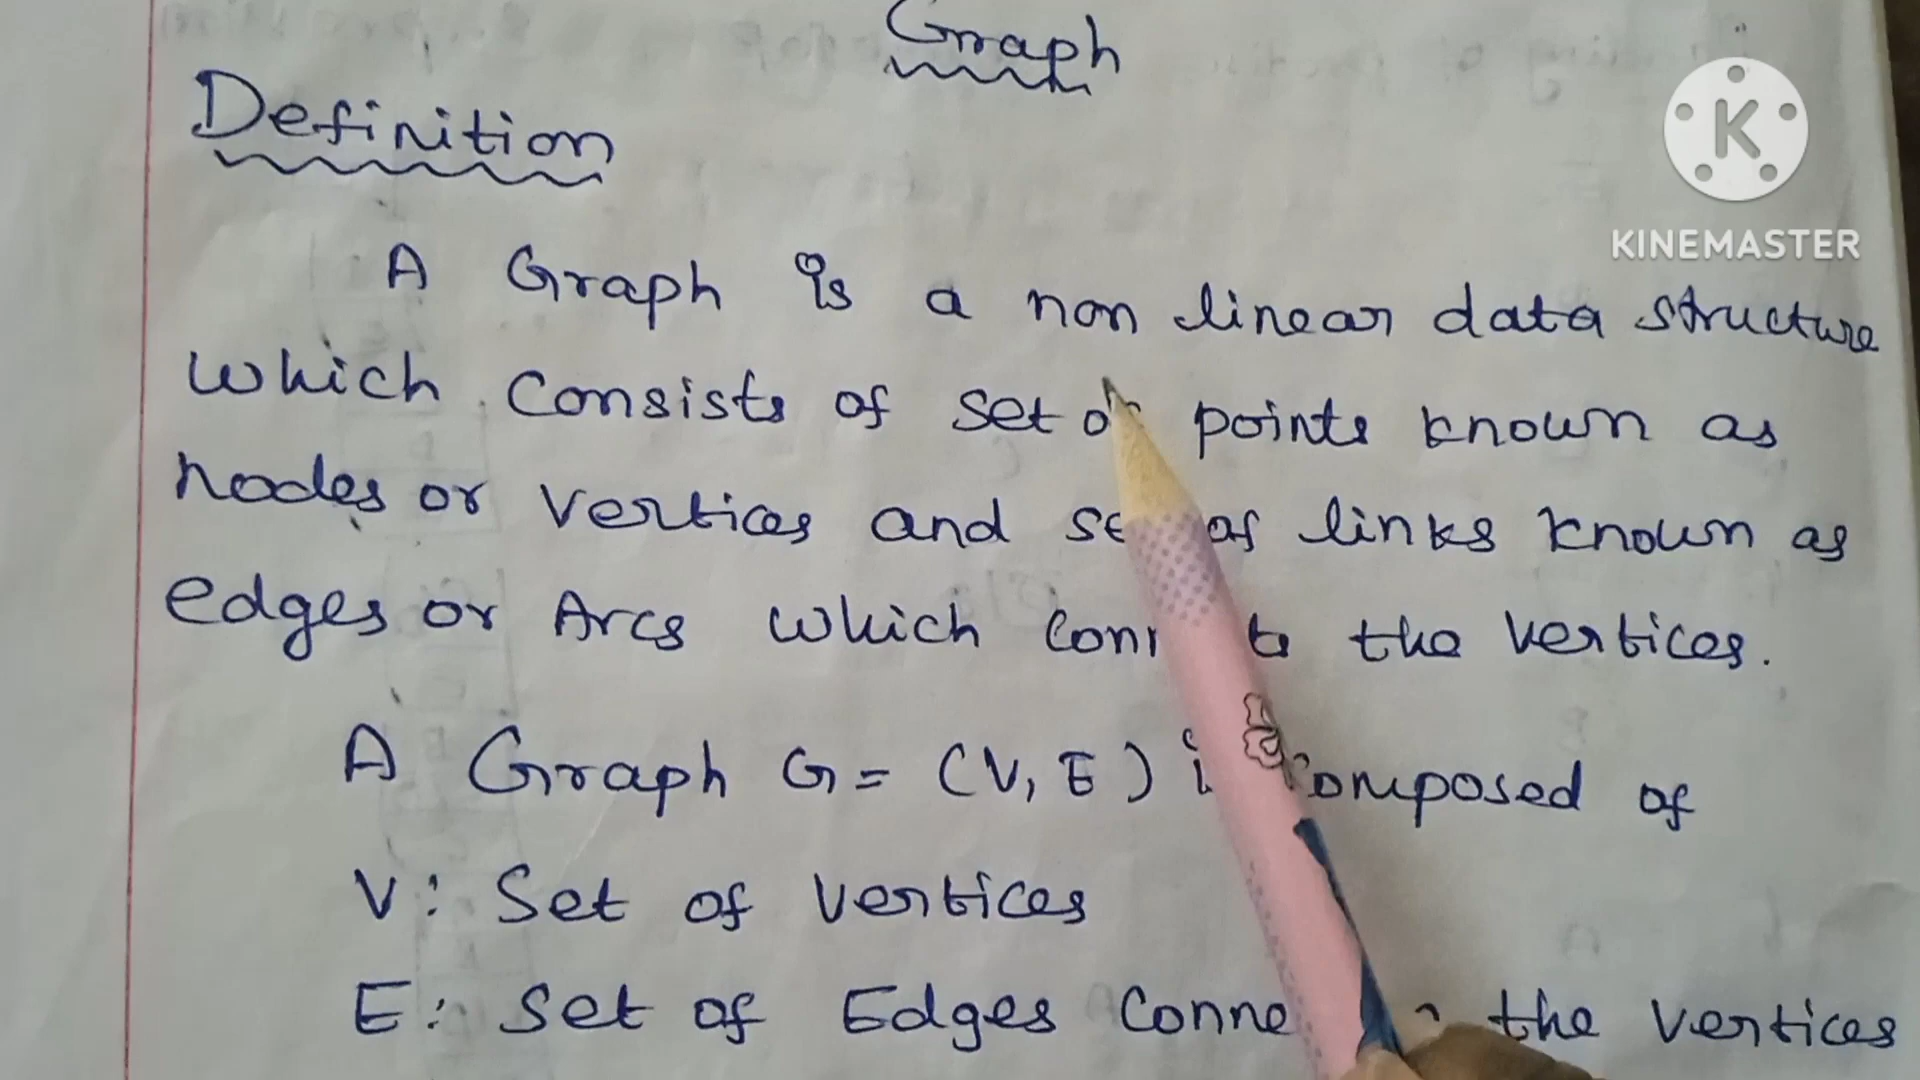 Graph
Definition
KINEMASTER
A Graph is a non linear data structure
which consists of set of points known as
nodes or vertices and set of links known as
edges or Arcs which connects the vertices.
A Graph G = (V, E) is composed of
V: Set of vertices
E: Set of Edges the vertices